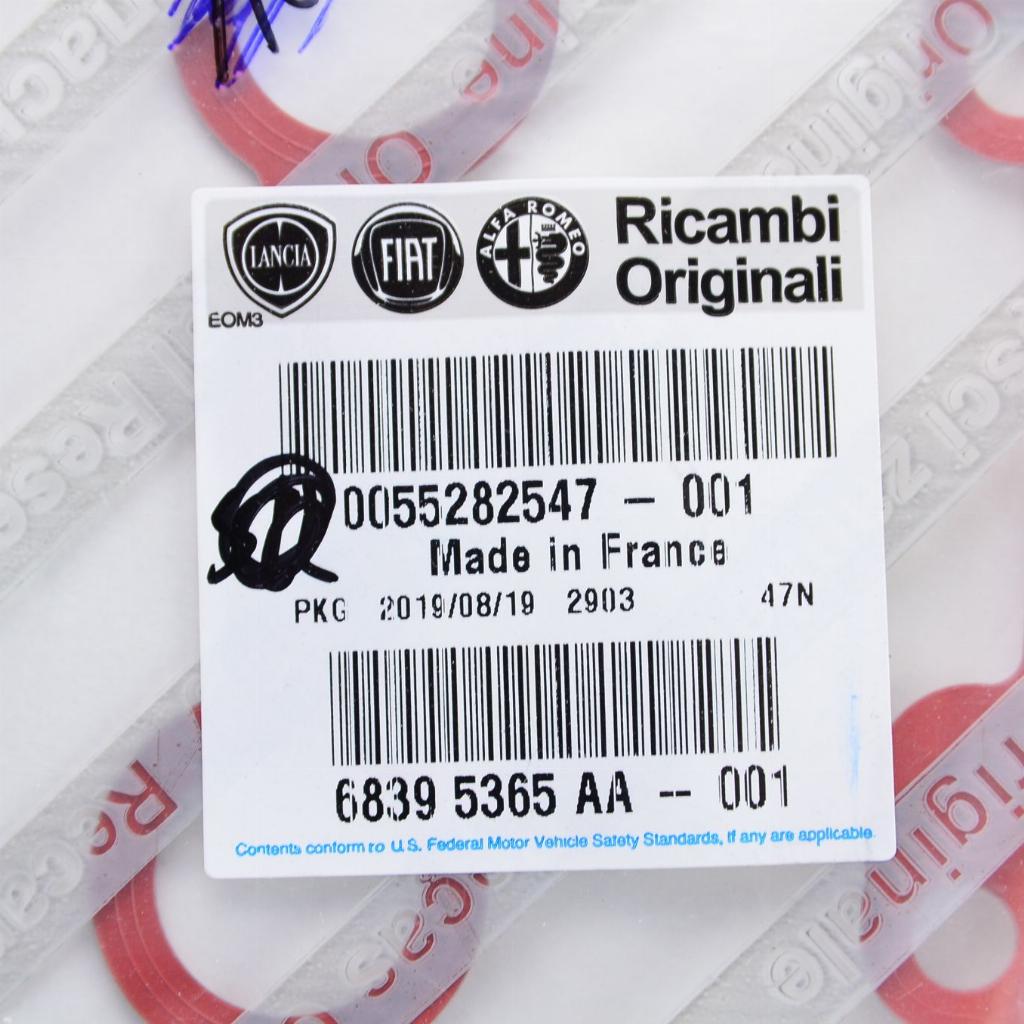 LANCIA
FIAT
ALFA ROMEO
Ricambi
Originali
EOM3
0055282547 - 001
Made in France
PKG 2019/08/19 2903 47N
6839 5365 AA -- 001
Contents conform to U.S. Federal Motor Vehicle Safety Standards, If any are applicable.